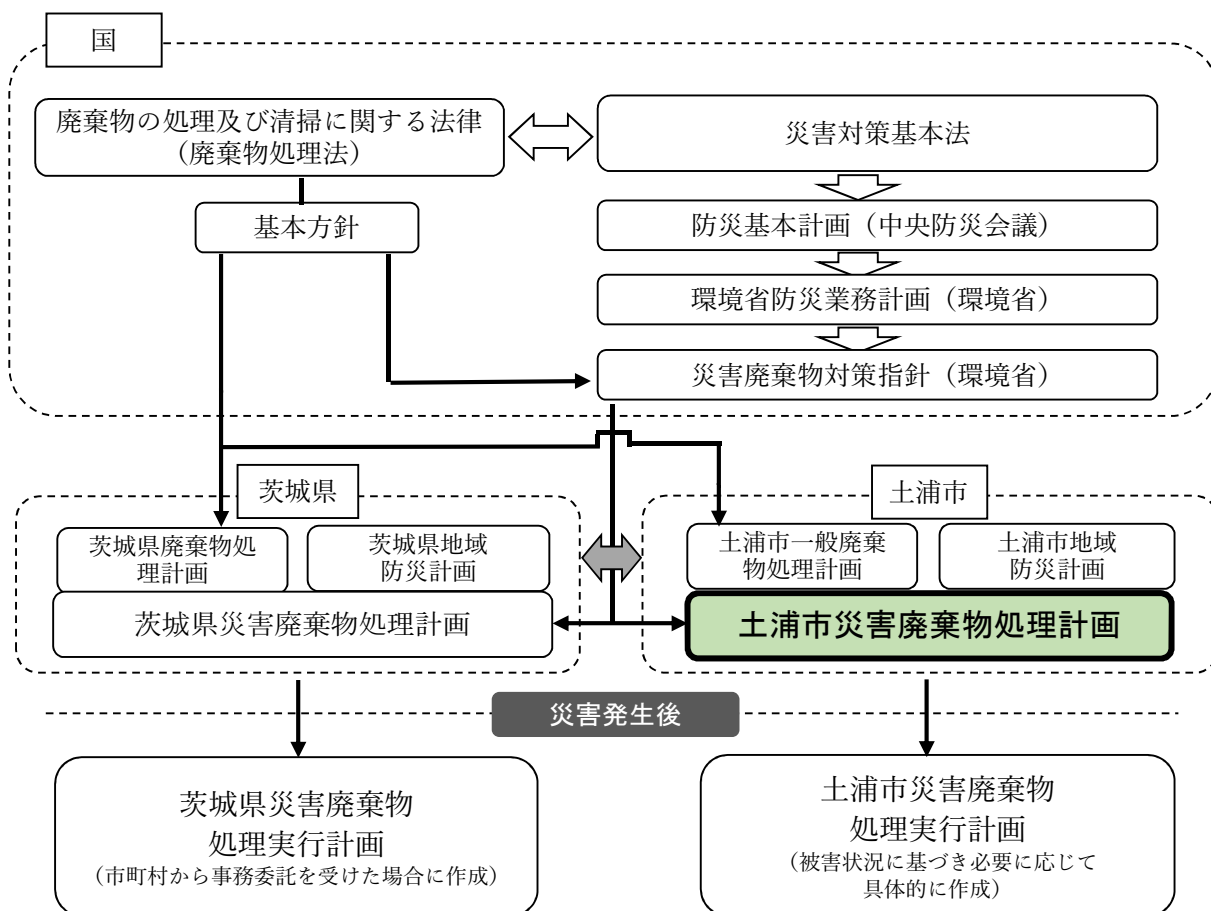 国
廃棄物の処理及び清掃に関する法律
（廃棄物処理法）
災害対策基本法
基本方針
防災基本計画（中央防災会議）
環境省防災業務計画（環境省）
災害廃棄物対策指針（環境省）
茨城県
土浦市
茨城県廃棄物処
理計画
茨城県地域
防災計画
土浦市一般廃棄
物処理計画
土浦市地域
防災計画
茨城県災害廃棄物処理計画
土浦市災害廃棄物処理計画
災害発生後
茨城県災害廃棄物
処理実行計画
（市町村から事務委託を受けた場合に作成）
土浦市災害廃棄物
処理実行計画
（被害状況に基づき必要に応じて
具体的に作成）